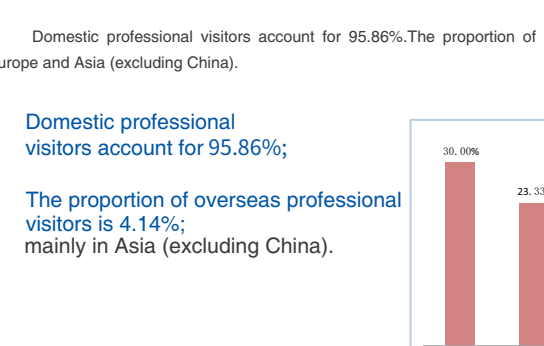 Domestic professional visitors account for 95.86%.The proportion of
urope and Asia (excluding China).
Domestic professional
visitors account for 95.86%;
The proportion of overseas professional
visitors is 4.14%;
mainly in Asia (excluding China).
30.00%
23.33